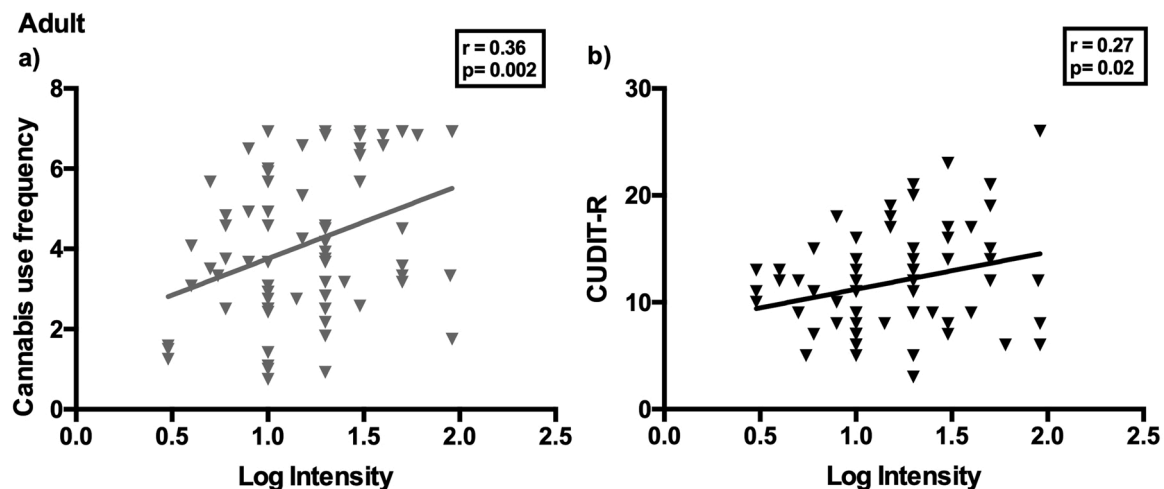 Adult
a)
r = 0.36
p= 0.002
8
6
4
2
0
Cannabis use frequency
0.0 0.5 1.0 1.5 2.0 2.5
Log Intensity
b)
r = 0.27
p= 0.02
30
20
10
0
CUDIT-R
0.0 0.5 1.0 1.5 2.0 2.5
Log Intensity